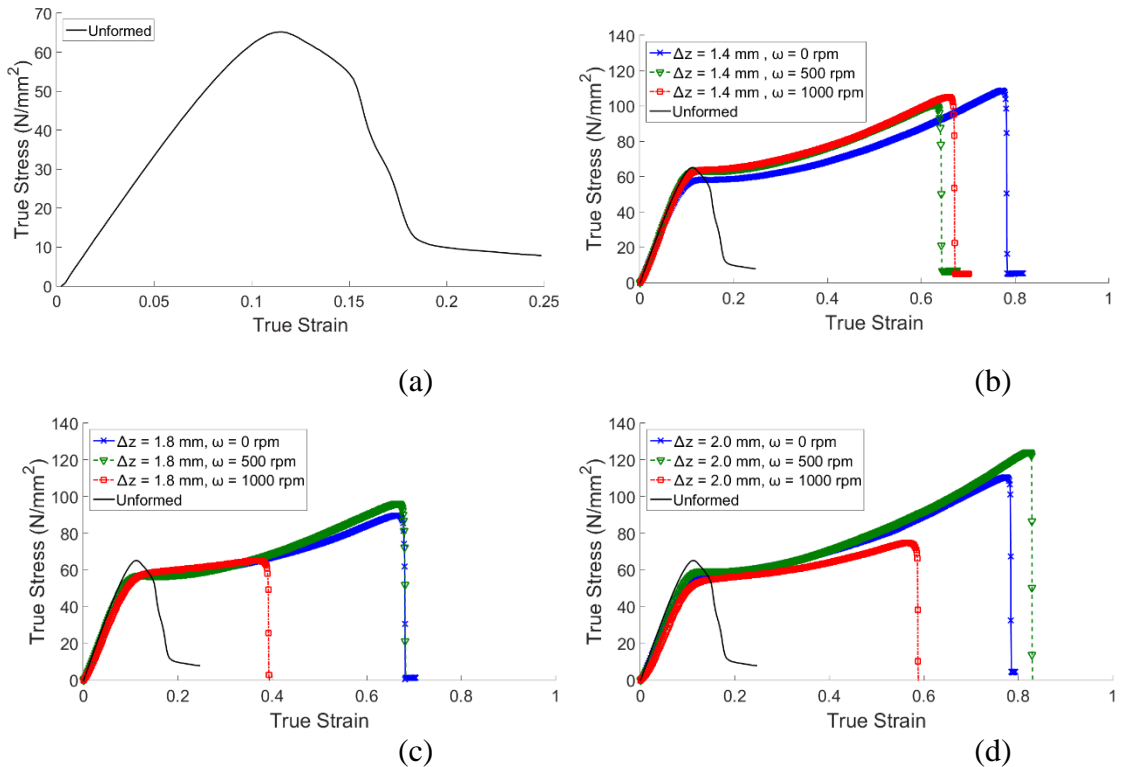 Unformed
True Stress (N/mm²)
70
60
50
40
30
20
10
0
0 0.05 0.1 0.15 0.2 0.25
True Strain
(a)
Δz = 1.4 mm , ω = 0 rpm
Δz = 1.4 mm , ω = 500 rpm
Δz = 1.4 mm , ω = 1000 rpm
Unformed
True Stress (N/mm²)
140
120
100
80
60
40
20
0
0 0.2 0.4 0.6 0.8 1
True Strain
(b)
Δz = 1.8 mm, ω = 0 rpm
Δz = 1.8 mm, ω = 500 rpm
Δz = 1.8 mm, ω = 1000 rpm
Unformed
True Stress (N/mm²)
140
120
100
80
60
40
20
0
0 0.2 0.4 0.6 0.8 1
True Strain
(c)
Δz = 2.0 mm, ω = 0 rpm
Δz = 2.0 mm, ω = 500 rpm
Δz = 2.0 mm, ω = 1000 rpm
Unformed
True Stress (N/mm²)
140
120
100
80
60
40
20
0
0 0.2 0.4 0.6 0.8 1
True Strain
(d)